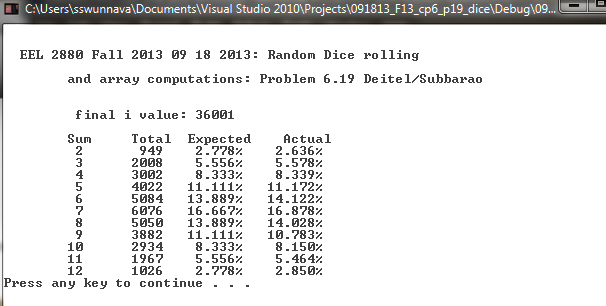 C:\Users\sswunnava\Documents\Visual Studio 2010\Projects\091813_F13_cp6_p19_dice\Debug\09...
EEL 2880 Fall 2013 09 18 2013: Random Dice rolling
and array computations: Problem 6.19 Deitel/Subbarao
final i value: 36001
Sum Total Expected Actual
2 949 2.778% 2.636%
3 2008 5.556% 5.578%
4 3002 8.333% 8.339%
5 4022 11.111% 11.172%
6 5084 13.889% 14.122%
7 6076 16.667% 16.878%
8 5050 13.889% 14.028%
9 3882 11.111% 10.783%
10 2934 8.333% 8.150%
11 1967 5.556% 5.464%
12 1026 2.778% 2.850%
Press any key to continue . . .